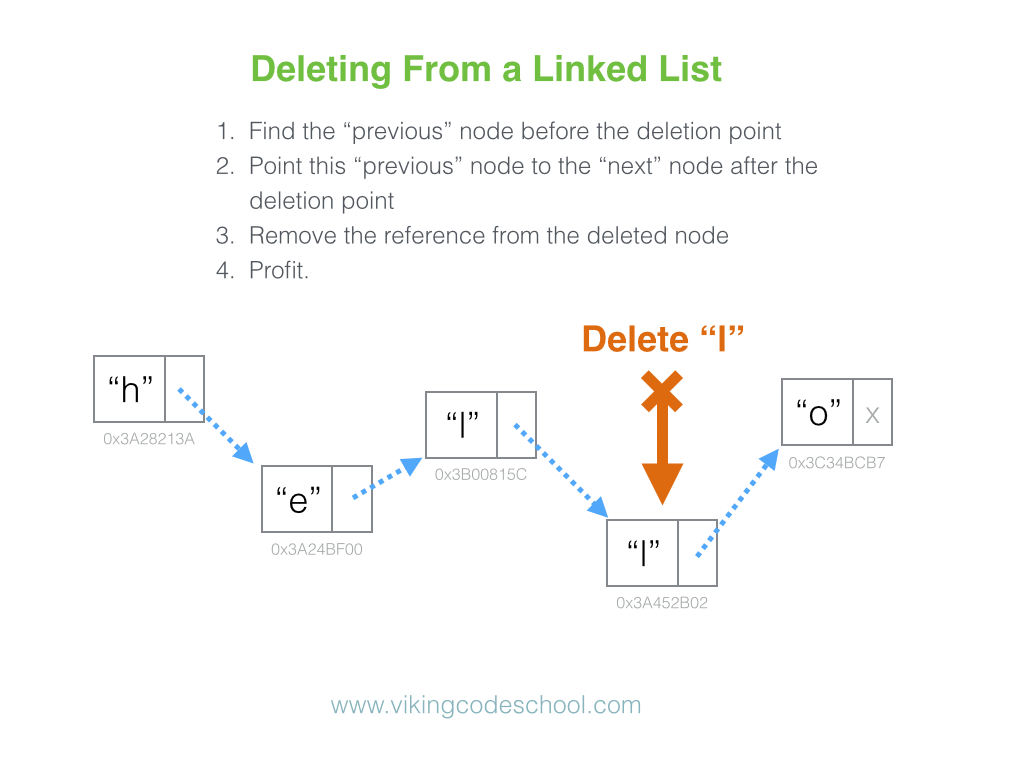 Deleting From a Linked List
1. Find the “previous” node before the deletion point
2. Point this “previous” node to the “next” node after the
deletion point
3. Remove the reference from the deleted node
4. Profit.
Delete “l”
“h”
0x3A28213A
“e”
0x3A24BF00
“l”
0x3B00815C
“l”
0x3A452B02
“o” x
0x3C34BCB7
www.vikingcodeschool.com